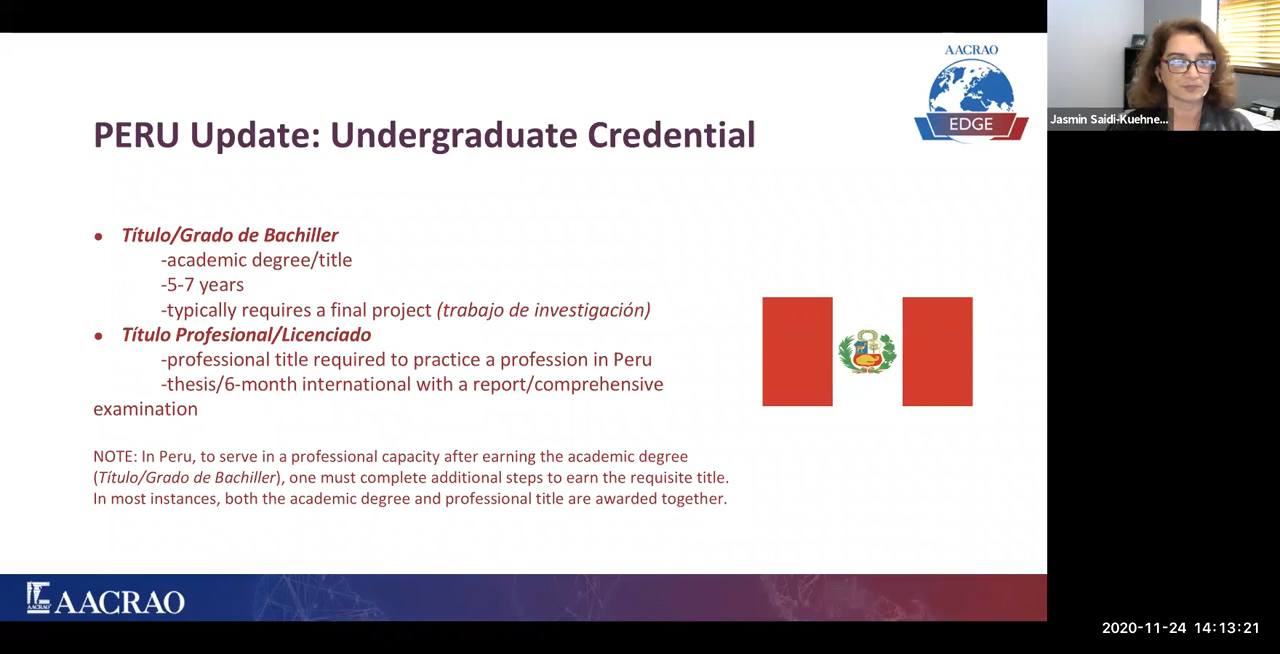 AACRAO
EDGE
PERU Update: Undergraduate Credential
Jasmin Saidi-Kuehne...
• Título/Grado de Bachiller
-academic degree/title
-5-7 years
-typically requires a final project (trabajo de investigación)
• Título Profesional/Licenciado
-professional title required to practice a profession in Peru
-thesis/6-month international with a report/comprehensive
examination
NOTE: In Peru, to serve in a professional capacity after earning the academic degree
(Título/Grado de Bachiller), one must complete additional steps to earn the requisite title.
In most instances, both the academic degree and professional title are awarded together.
AACRAO
AACRAO
2020-11-24 14:13:21